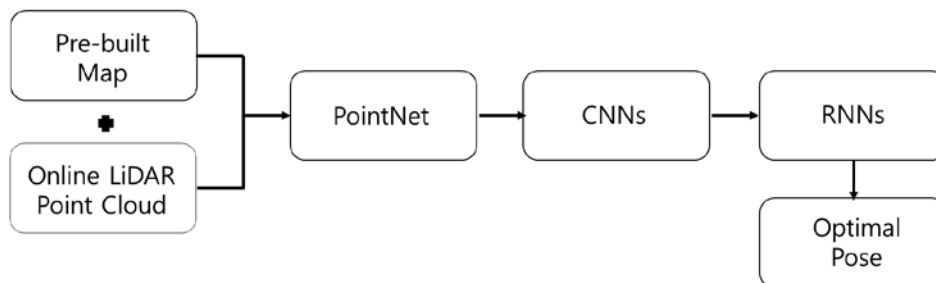 Pre-built
Map
Online LiDAR
Point Cloud
PointNet
CNNs
RNNs
Optimal
Pose